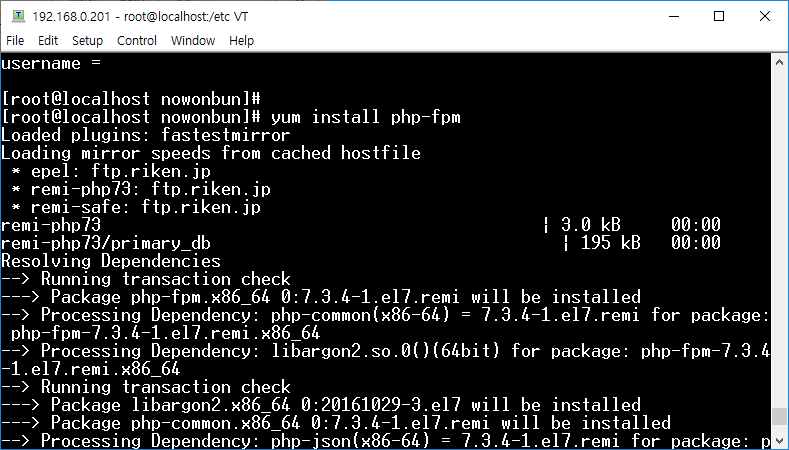 192.168.0.201 - root@localhost:/etc VT
File Edit Setup Control Window Help
username =
[root@localhost nowonbun]#
[root@localhost nowonbun]# yum install php-fpm
Loaded plugins: fastestmirror
Loading mirror speeds from cached hostfile
 * epel: ftp.riken.jp
 * remi-php73: ftp.riken.jp
 * remi-safe: ftp.riken.jp
remi-php73 | 3.0 kB 00:00
remi-php73/primary_db | 195 kB 00:00
Resolving Dependencies
--> Running transaction check
---> Package php-fpm.x86_64 0:7.3.4-1.el7.remi will be installed
--> Processing Dependency: php-common(x86-64) = 7.3.4-1.el7.remi for package:
 php-fpm-7.3.4-1.el7.remi.x86_64
--> Processing Dependency: libargon2.so.0()(64bit) for package: php-fpm-7.3.4
-1.el7.remi.x86_64
--> Running transaction check
---> Package libargon2.x86_64 0:20161029-3.el7 will be installed
---> Package php-common.x86_64 0:7.3.4-1.el7.remi will be installed
--> Processing Dependency: php-json(x86-64) = 7.3.4-1.el7.remi for package: p